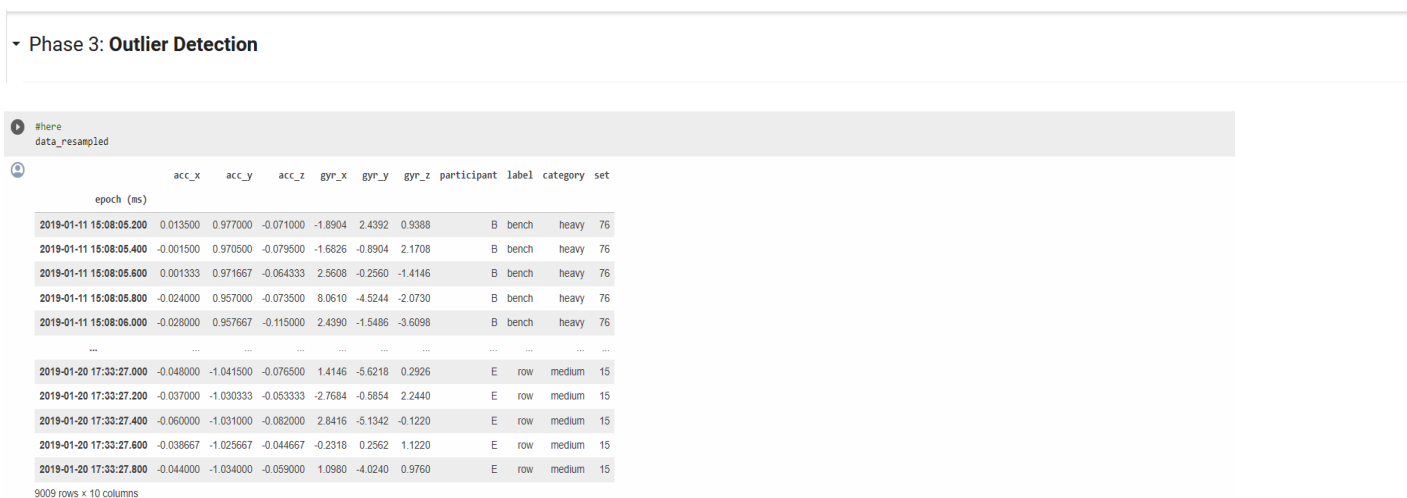 Phase 3: Outlier Detection
#here
data_resampled
acc_x acc_y acc_z gyr_x gyr_y gyr_z participant label category set
epoch (ms)
2019-01-11 15:08:05.200 0.013500 0.977000 -0.071000 -1.8904 2.4392 0.9388 B bench heavy 76
2019-01-11 15:08:05.400 -0.001500 0.970500 -0.079500 -1.6826 -0.8904 2.1708 B bench heavy 76
2019-01-11 15:08:05.600 0.001333 0.971667 -0.064333 2.5608 -0.2560 -1.4146 B bench heavy 76
2019-01-11 15:08:05.800 -0.024000 0.957000 -0.073500 8.0610 -4.5244 -2.0730 B bench heavy 76
2019-01-11 15:08:06.000 -0.028000 0.957667 -0.115000 2.4390 -1.5486 -3.6098 B bench heavy 76
... ... ... ... ... ... ... ... ... ... ...
2019-01-20 17:33:27.000 -0.048000 -1.041500 -0.076500 1.4146 -5.6218 0.2926 E row medium 15
2019-01-20 17:33:27.200 -0.037000 -1.030333 -0.053333 -2.7684 -0.5854 2.2440 E row medium 15
2019-01-20 17:33:27.400 -0.060000 -1.031000 -0.082000 2.8416 -5.1342 -0.1220 E row medium 15
2019-01-20 17:33:27.600 -0.038667 -1.025667 -0.044667 -0.2318 0.2562 1.1220 E row medium 15
2019-01-20 17:33:27.800 -0.044000 -1.034000 -0.059000 1.0980 -4.0240 0.9760 E row medium 15
9009 rows × 10 columns